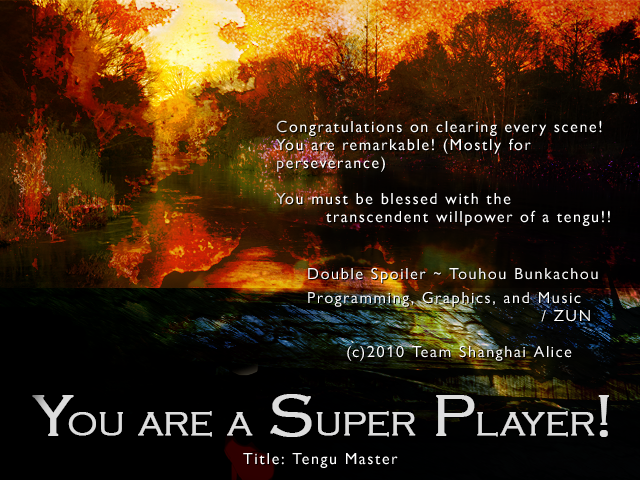 Congratulations on clearing every scene!
You are remarkable! (Mostly for
perseverance)
You must be blessed with the
transcendent willpower of a tengu!!
Double Spoiler ~ Touhou Bunkachou
Programming, Graphics, and Music
/ ZUN
(c)2010 Team Shanghai Alice
You are a Super Player!
Title: Tengu Master